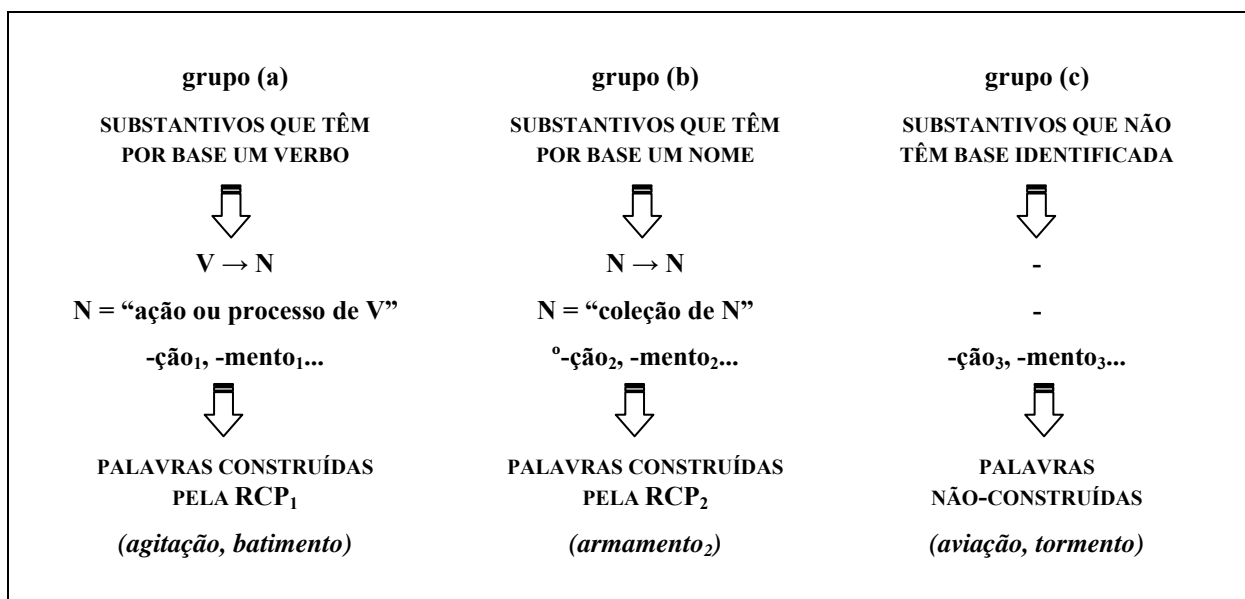 grupo (a)
SUBSTANTIVOS QUE TÊM
POR BASE UM VERBO
V → N
N = “ação ou processo de V”
-ção₁, -mento₁...
PALAVRAS CONSTRUÍDAS
PELA RCP₁
(agitação, batimento)
grupo (b)
SUBSTANTIVOS QUE TÊM
POR BASE UM NOME
N → N
N = “coleção de N”
º-ção₂, -mento₂...
PALAVRAS CONSTRUÍDAS
PELA RCP₂
(armamento₂)
grupo (c)
SUBSTANTIVOS QUE NÃO
TÊM BASE IDENTIFICADA
-
-
-ção₃, -mento₃...
PALAVRAS
NÃO-CONSTRUÍDAS
(aviação, tormento)